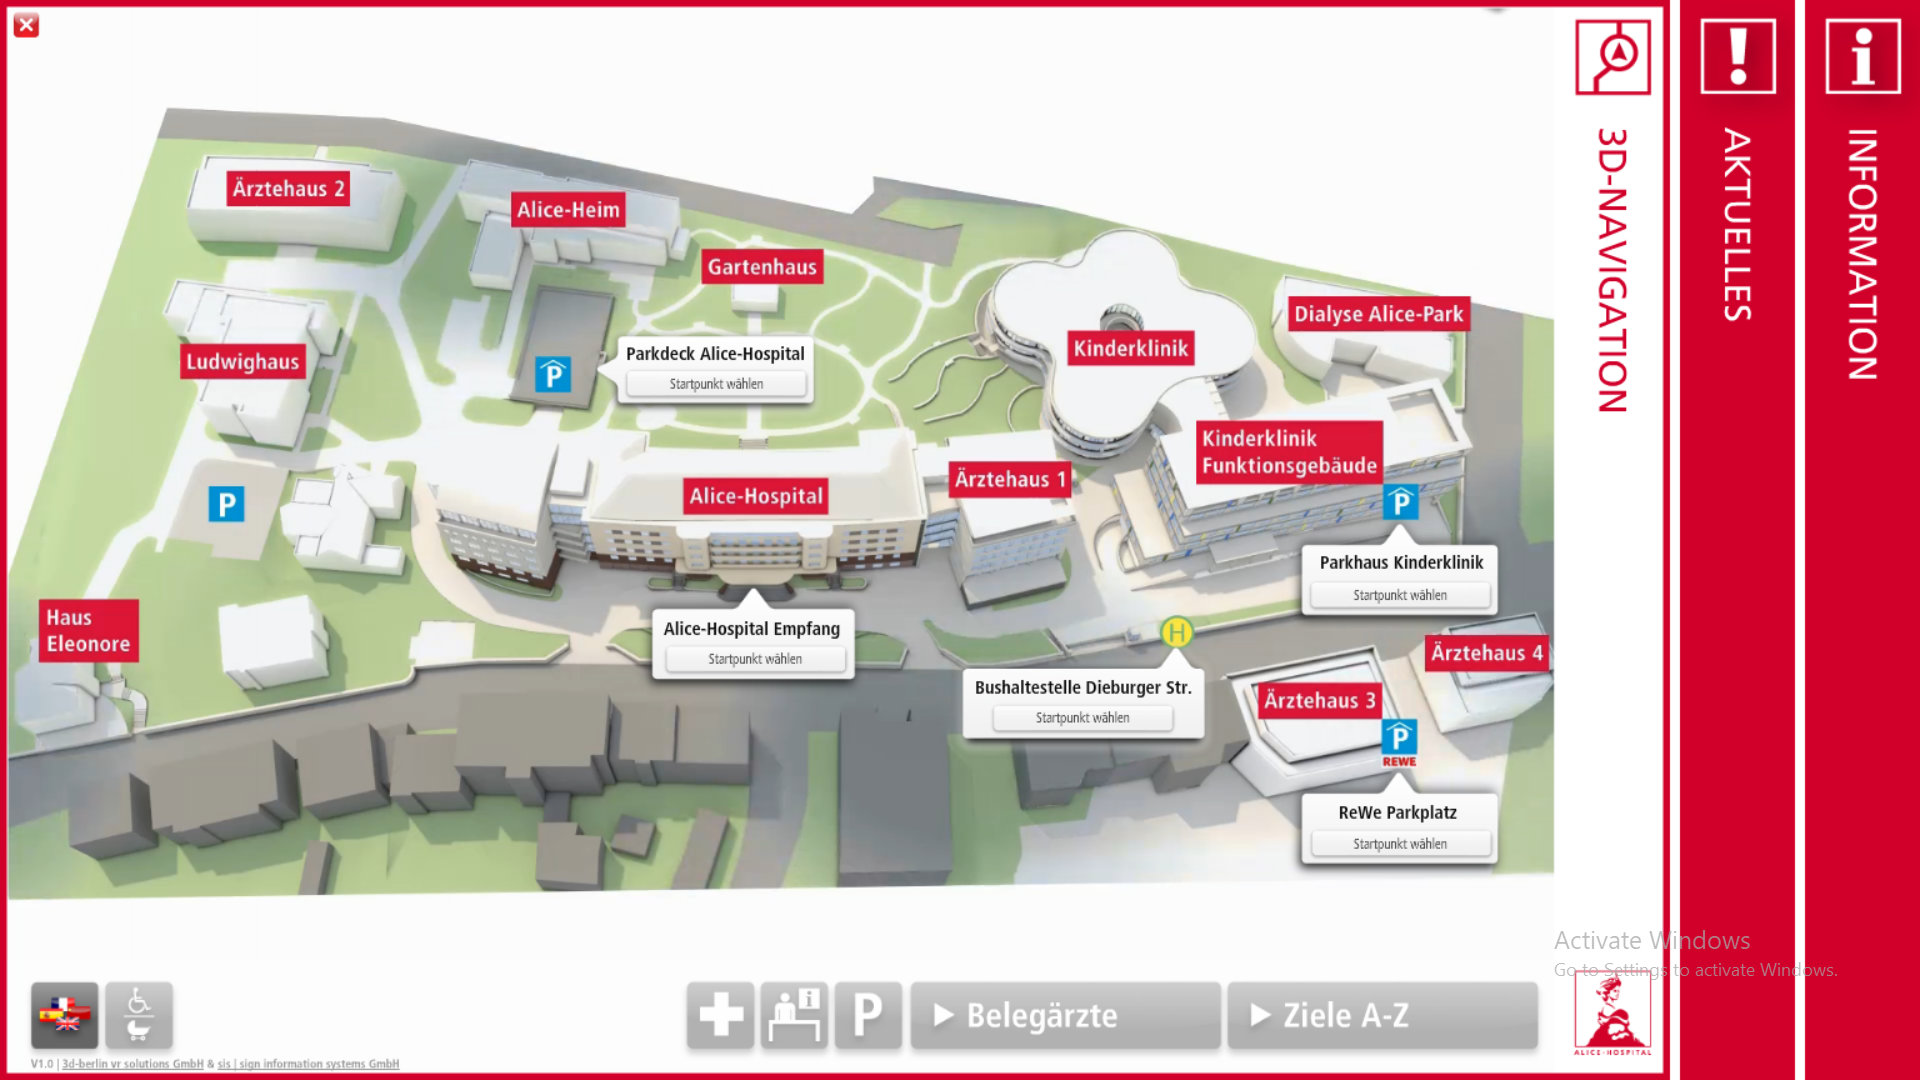 Ärztehaus 2
Alice-Heim
Gartenhaus
Dialyse Alice-Park
Kinderklinik
Parkdeck Alice-Hospital
Startpunkt wählen
P
Ludwighaus
Kinderklinik
Funktionsgebäude
Ärztehaus 1
Alice-Hospital
P
P
Parkhaus Kinderklinik
Startpunkt wählen
Haus
Eleonore
Alice-Hospital Empfang
Startpunkt wählen
H
Bushaltestelle Dieburger Str.
Startpunkt wählen
Ärztehaus 4
Ärztehaus 3
P
REWE
ReWe Parkplatz
Startpunkt wählen
3D-NAVIGATION
!
AKTUELLES
i
INFORMATION
Activate Windows
Go to Settings to activate Windows.
i
P
Belegärzte
Ziele A-Z
ALICE-HOSPITAL
V1.0 | 3d-berlin vr solutions GmbH & sis | sign information systems GmbH